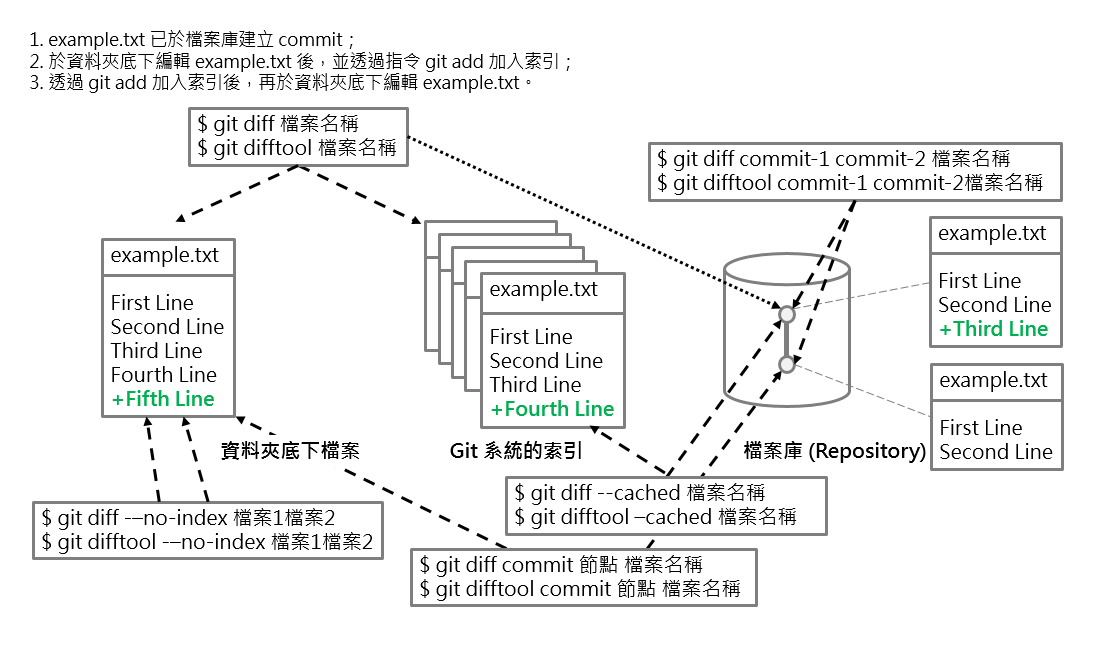 1. example.txt 已於檔案庫建立 commit；
2. 於資料夾底下編輯 example.txt 後，並透過指令 git add 加入索引；
3. 透過 git add 加入索引後，再於資料夾底下編輯 example.txt。
$ git diff 檔案名稱
$ git difftool 檔案名稱
$ git diff commit-1 commit-2 檔案名稱
$ git difftool commit-1 commit-2檔案名稱
example.txt
First Line
Second Line
Third Line
Fourth Line
+Fifth Line
example.txt
First Line
Second Line
Third Line
+Fourth Line
example.txt
First Line
Second Line
+Third Line
example.txt
First Line
Second Line
資料夾底下檔案
Git 系統的索引
檔案庫 (Repository)
$ git diff -–no-index 檔案1檔案2
$ git difftool -–no-index 檔案1檔案2
$ git diff --cached 檔案名稱
$ git difftool –cached 檔案名稱
$ git diff commit 節點 檔案名稱
$ git difftool commit 節點 檔案名稱